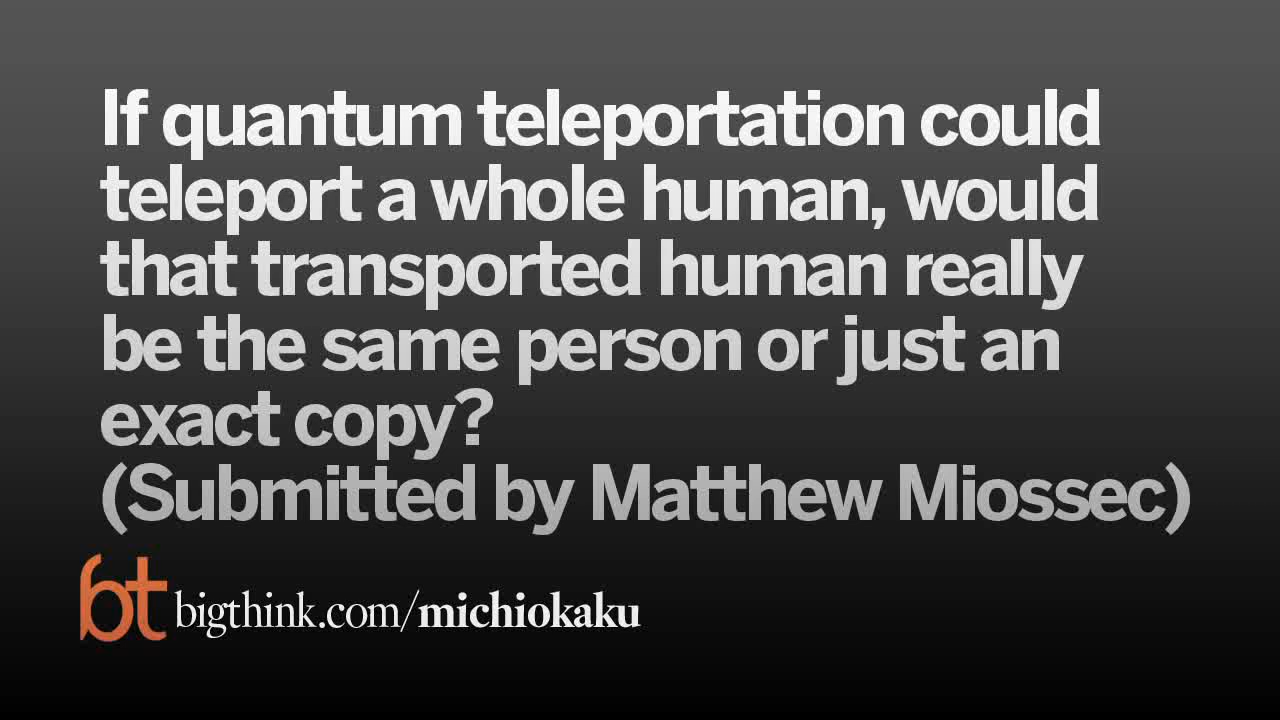 If quantum teleportation could
teleport a whole human, would
that transported human really
be the same person or just an
exact copy?
(Submitted by Matthew Miossec)
bt bigthink.com/michiokaku